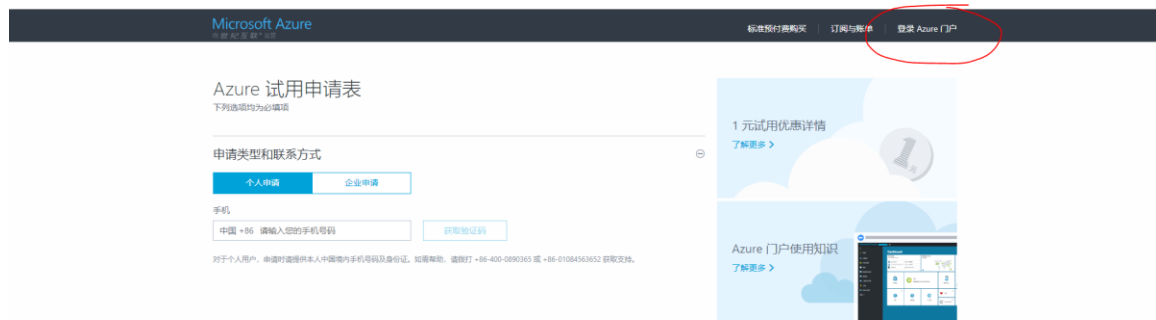 Microsoft Azure
标准预付费购买
订阅与账单
登录 Azure 门户
Azure 试用申请表
下列选项均为必填项
申请类型和联系方式
个人申请
企业申请
手机
中国 +86 请输入您的手机号码
获取验证码
对于个人用户，申请时请提供本人中国境内手机号码及身份证。如需帮助，请拨打 +86-400-0890365 或 +86-01084563652 获取支持。
1 元试用优惠详情
了解更多
Azure 门户使用知识
了解更多